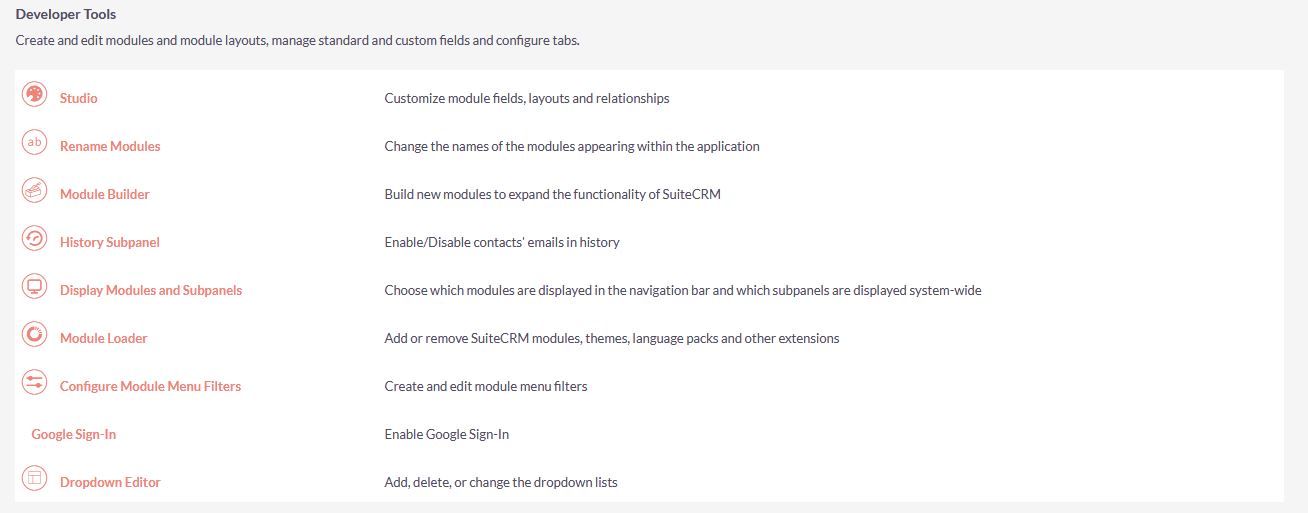 Developer Tools
Create and edit modules and module layouts, manage standard and custom fields and configure tabs.
Studio Customize module fields, layouts and relationships
ab Rename Modules Change the names of the modules appearing within the application
Module Builder Build new modules to expand the functionality of SuiteCRM
History Subpanel Enable/Disable contacts' emails in history
Display Modules and Subpanels Choose which modules are displayed in the navigation bar and which subpanels are displayed system-wide
Module Loader Add or remove SuiteCRM modules, themes, language packs and other extensions
Configure Module Menu Filters Create and edit module menu filters
Google Sign-In Enable Google Sign-In
Dropdown Editor Add, delete, or change the dropdown lists